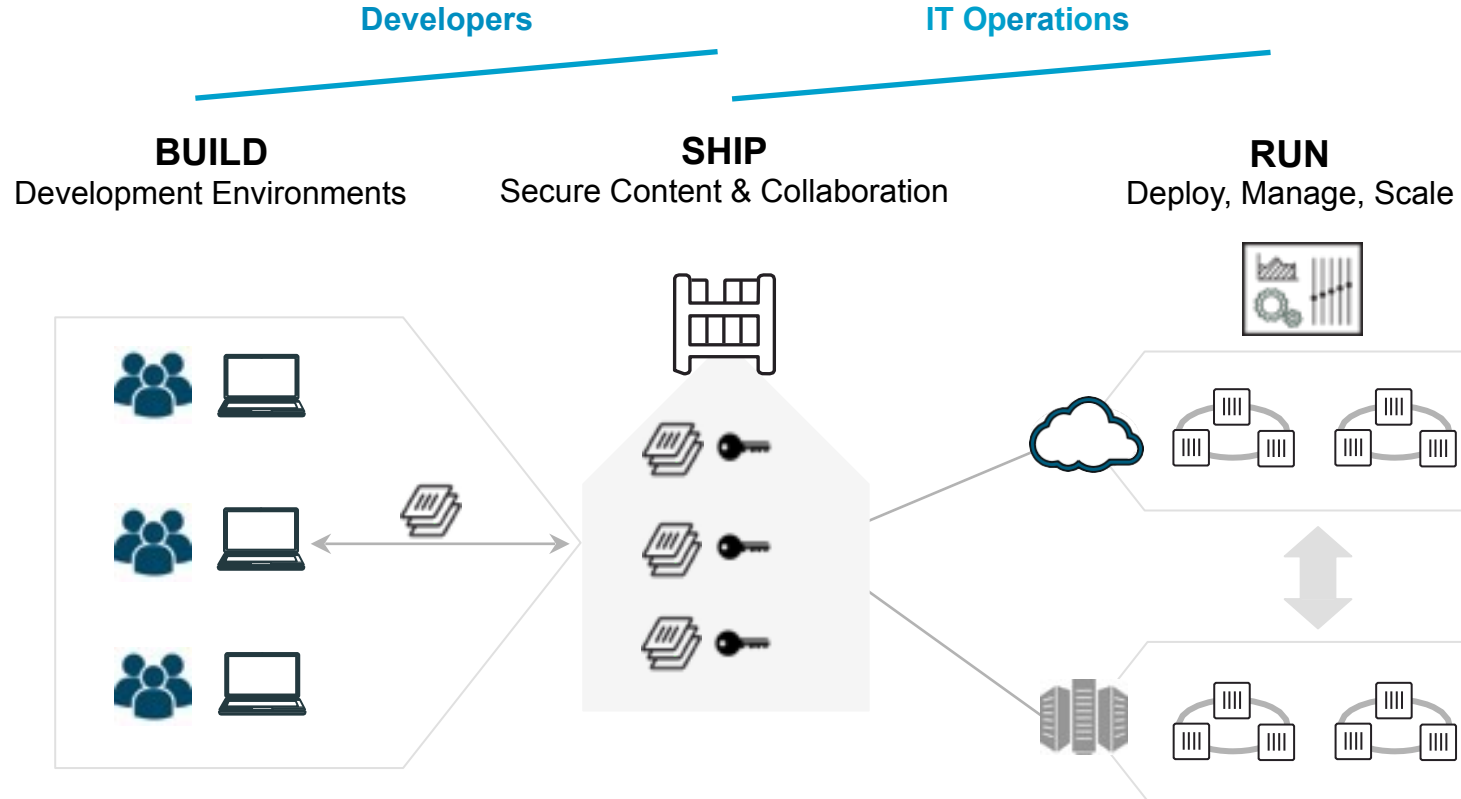 Developers
IT Operations
BUILD
Development Environments
SHIP
Secure Content & Collaboration
RUN
Deploy, Manage, Scale